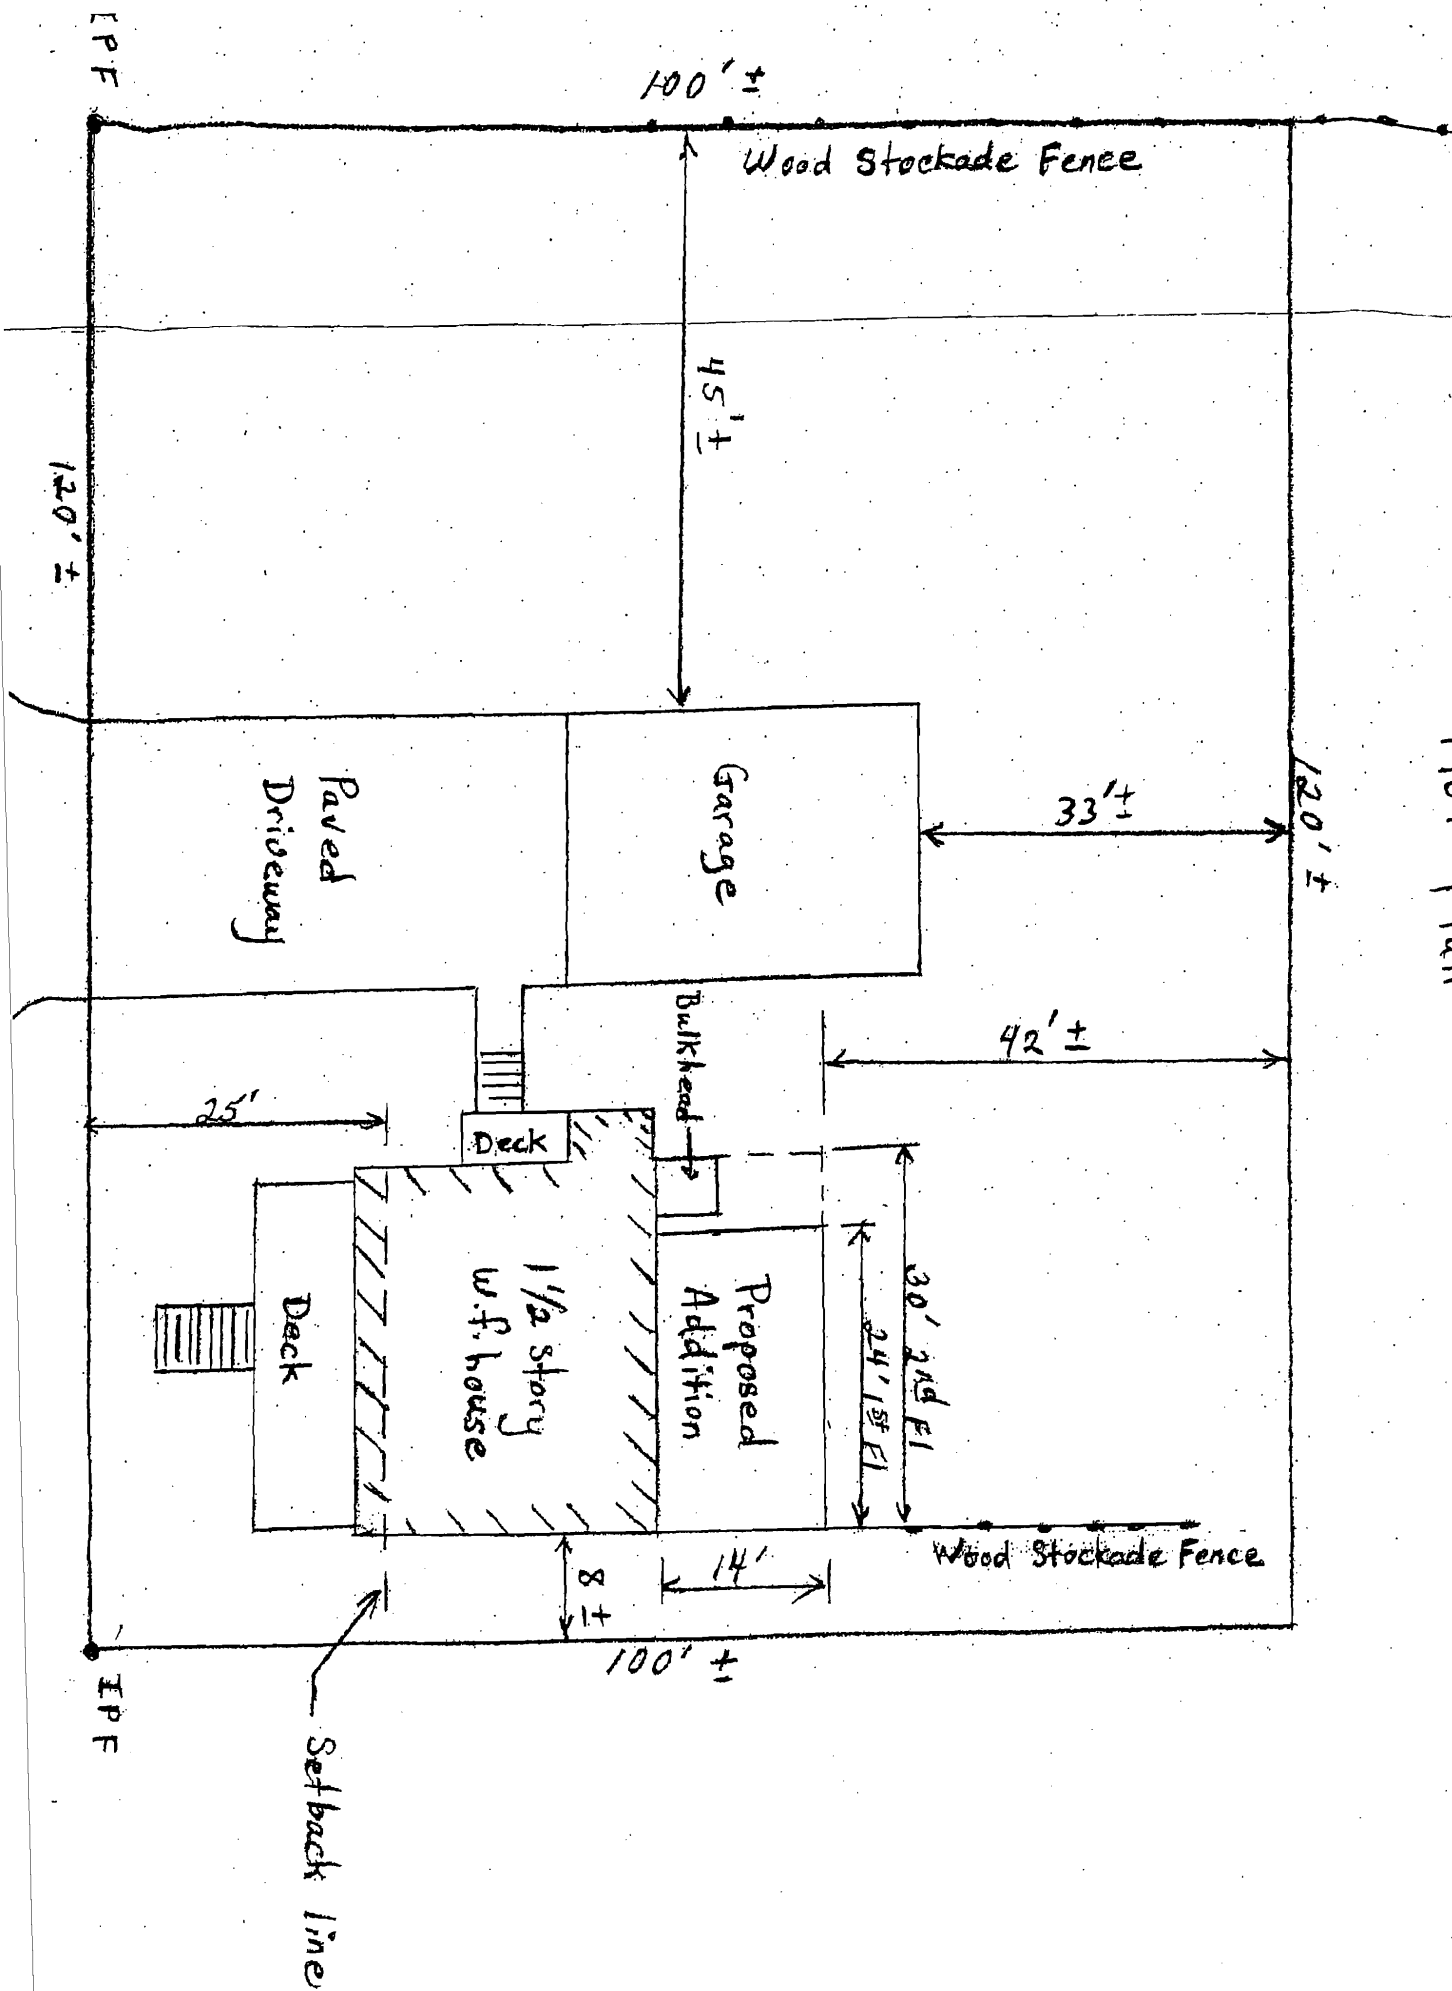 IPF
100' ±
Wood Stockade Fence
45' ±
120' ±
120' ±
Plot Plan
Paved
Driveway
Garage
33' ±
Bulkhead
42' ±
25'
Deck
Deck
1 1/2 story
w.f. house
Proposed
Addition
30' 2nd Fl
24' 1st Fl
Wood Stockade Fence
14'
8 ±
100' ±
IPF
Setback line